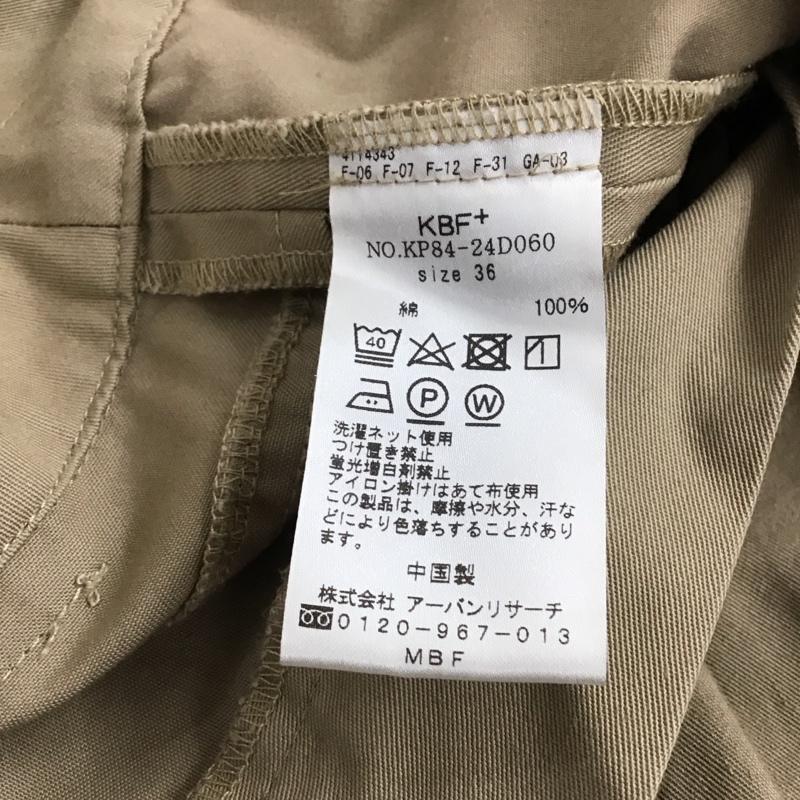 4114343
F-06 F-07 F-12 F-31 GA-03
KBF+
NO.KP84-24D060
size 36
綿 100%
40
P W
洗濯ネット使用
つけ置き禁止
蛍光増白剤禁止
アイロン掛けはあて布使用
この製品は、摩擦や水分、汗な
どにより色落ちすることがあり
ます。
中国製
株式会社 アーバンリサーチ
0120-967-013
MBF